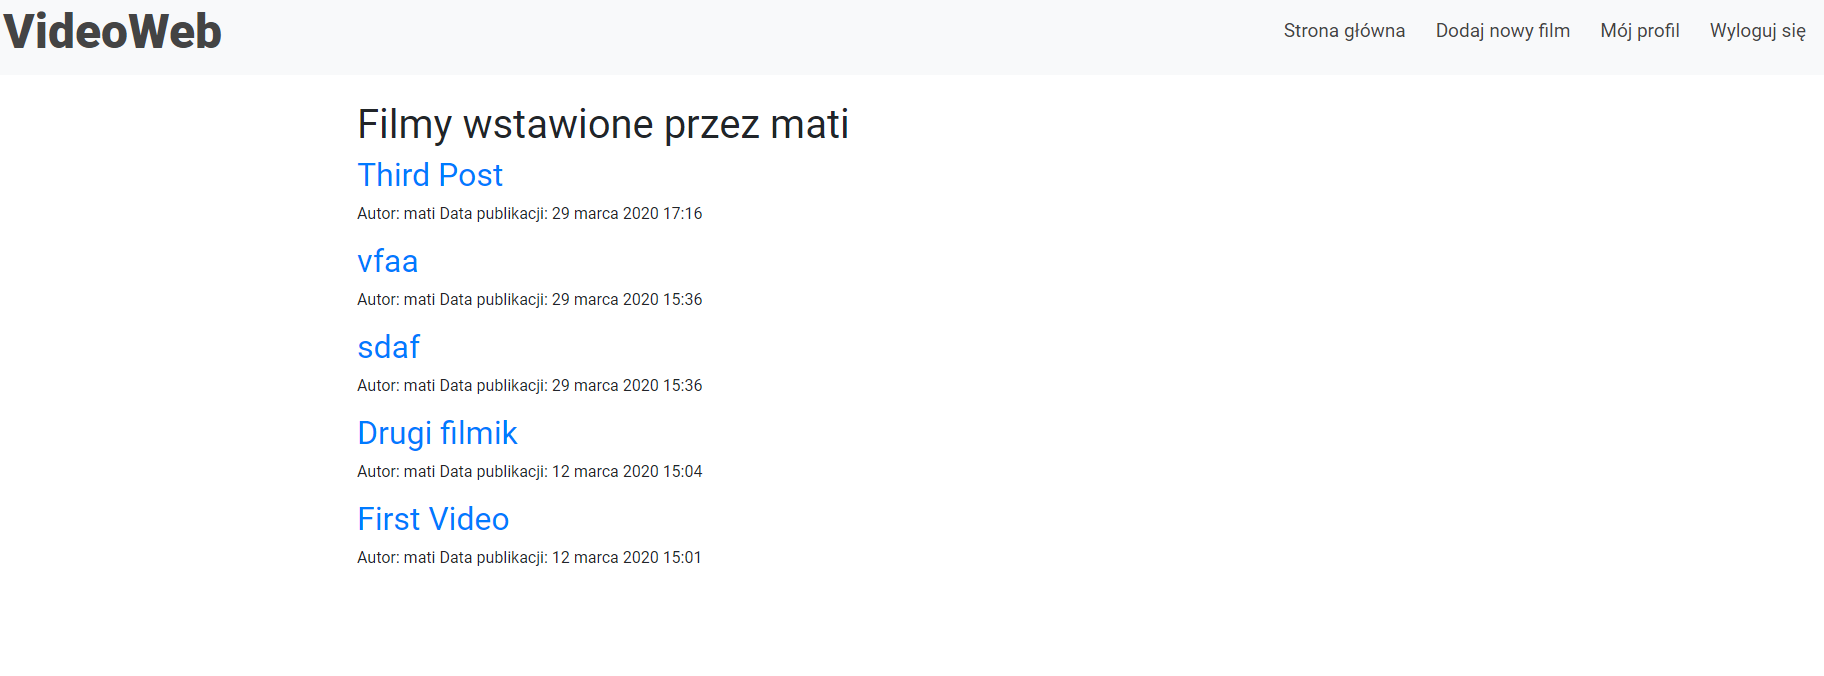 VideoWeb
Strona główna Dodaj nowy film Mój profil Wyloguj się
Filmy wstawione przez mati
Third Post
Autor: mati Data publikacji: 29 marca 2020 17:16
vfaa
Autor: mati Data publikacji: 29 marca 2020 15:36
sdaf
Autor: mati Data publikacji: 29 marca 2020 15:36
Drugi filmik
Autor: mati Data publikacji: 12 marca 2020 15:04
First Video
Autor: mati Data publikacji: 12 marca 2020 15:01